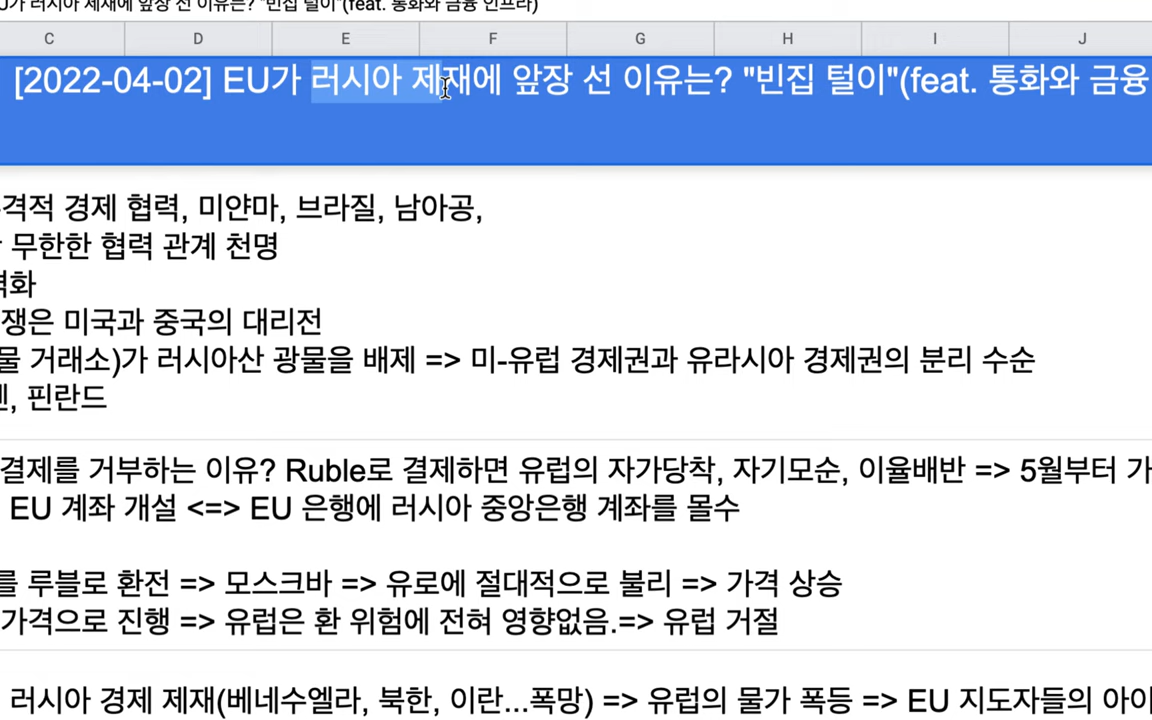 러시아 제재에 앞장 선 이유는? "빈집 털이"(feat. 통화와 금융 인프라)
C D E F G H I J
[2022-04-02] EU가 러시아 제재에 앞장 선 이유는? "빈집 털이"(feat. 통화와 금융
경제 협력, 미얀마, 브라질, 남아공,
무한한 협력 관계 천명
미국과 중국의 대리전
거래소)가 러시아산 광물을 배제 => 미-유럽 경제권과 유라시아 경제권의 분리 수순
핀란드
결제를 거부하는 이유? Ruble로 결제하면 유럽의 자가당착, 자기모순, 이율배반 => 5월부터
EU 계좌 개설 <=> EU 은행에 러시아 중앙은행 계좌를 몰수
루블로 환전 => 모스크바 => 유로에 절대적으로 불리 => 가격 상승
가격으로 진행 => 유럽은 환 위험에 전혀 영향없음.=> 유럽 거절
러시아 경제 제재(베네수엘라, 북한, 이란...폭망) => 유럽의 물가 폭등 => EU 지도자들의